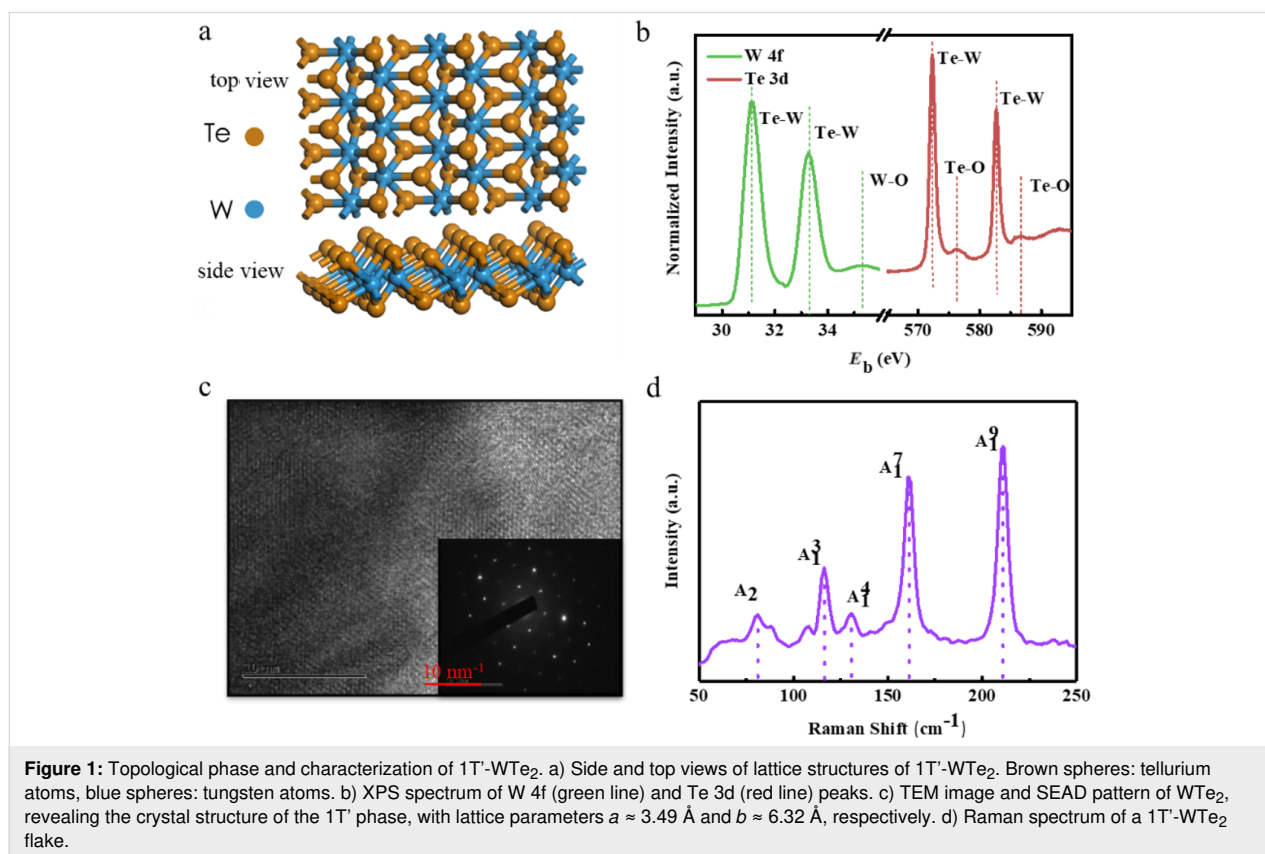 a
top view
Te
W
side view
b
W 4f
Te 3d
Te-W
Te-W
W-O
Te-W
Te-O
Te-W
Te-O
Normalized Intensity (a.u.)
30 32 34 570 580 590
E_b (eV)
c
10 nm⁻¹
d
A2
A₁³
A₁⁴
A₁⁷
A₁⁹
Intensity (a.u.)
50 100 150 200 250
Raman Shift (cm⁻¹)
Figure 1: Topological phase and characterization of 1T’-WTe₂. a) Side and top views of lattice structures of 1T’-WTe₂. Brown spheres: tellurium
atoms, blue spheres: tungsten atoms. b) XPS spectrum of W 4f (green line) and Te 3d (red line) peaks. c) TEM image and SEAD pattern of WTe₂,
revealing the crystal structure of the 1T’ phase, with lattice parameters a ≈ 3.49 Å and b ≈ 6.32 Å, respectively. d) Raman spectrum of a 1T’-WTe₂
flake.